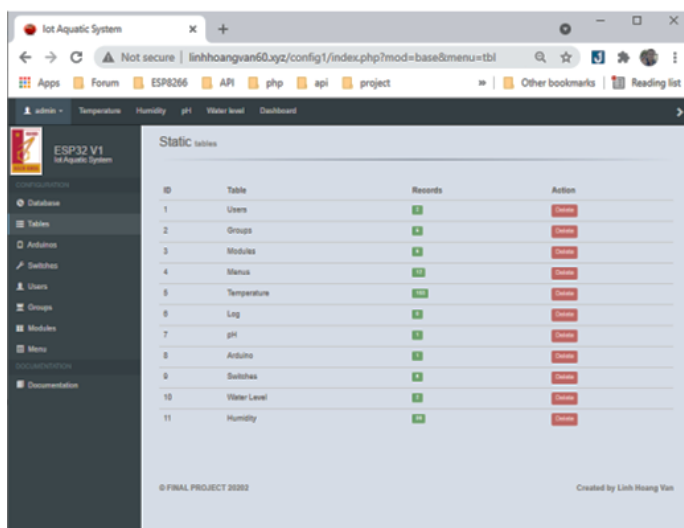 Iot Aquatic System
Not secure | linhhoangvan60.xyz/config1/index.php?mod=base&menu=tbl
Apps Forum ESP8266 API php api project » Other bookmarks Reading list
admin Temperature Humidity pH Water level Dashboard
ESP32 V1
Iot Aquatic System
CONFIGURATION
Database
Tables
Arduinos
Switches
Users
Groups
Modules
Menu
DOCUMENTATION
Documentation
Static tables
ID Table Records Action
1 Users Delete
2 Groups Delete
3 Modules Delete
4 Menus 12 Delete
5 Temperature Delete
6 Log Delete
7 pH Delete
8 Arduino Delete
9 Switches Delete
10 Water Level Delete
11 Humidity Delete
© FINAL PROJECT 20202
Created by Linh Hoang Van